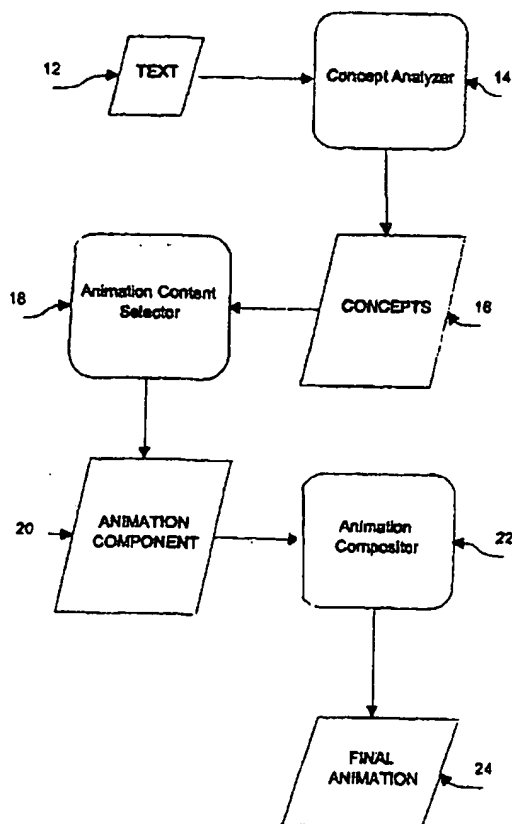 12
TEXT
Concept Analyzer
14
CONCEPTS
16
18
Animation Content
Selector
20
ANIMATION
COMPONENT
Animation
Compositor
22
FINAL
ANIMATION
24